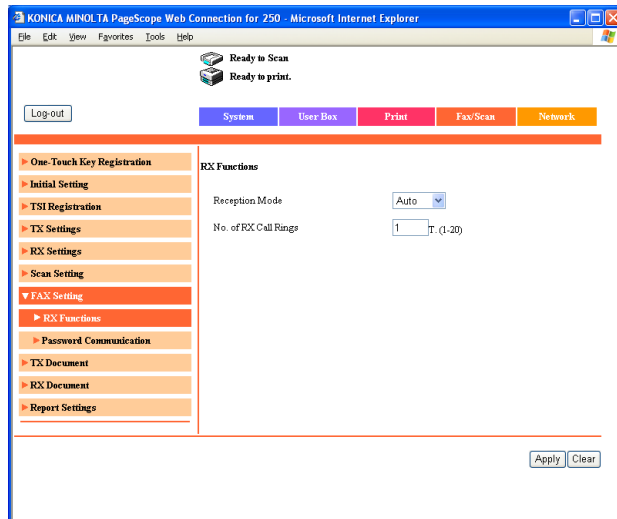 KONICA MINOLTA PageScope Web Connection for 250 - Microsoft Internet Explorer
File Edit View Favorites Tools Help
Ready to Scan
Ready to print.
Log-out
System User Box Print Fax/Scan Network
One-Touch Key Registration
Initial Setting
TSI Registration
TX Settings
RX Settings
Scan Setting
FAX Setting
RX Functions
Password Communication
TX Document
RX Document
Report Settings
RX Functions
Reception Mode Auto
No. of RX Call Rings 1 T. (1-20)
Apply Clear